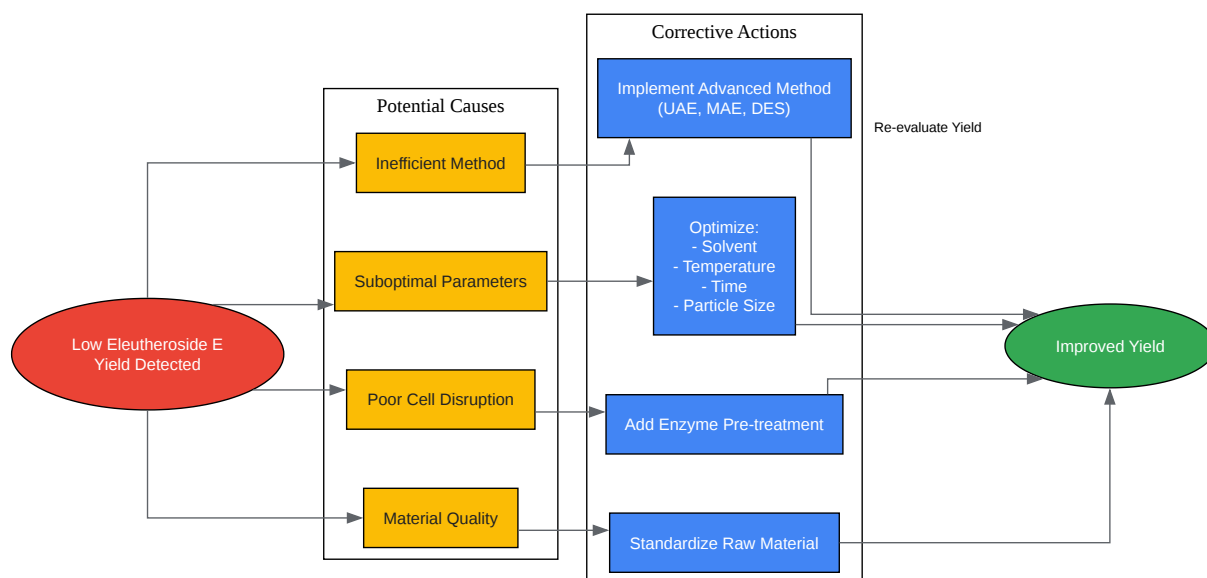 Corrective Actions
Implement Advanced Method
(UAE, MAE, DES)
Potential Causes
Re-evaluate Yield
Inefficient Method
Optimize:
- Solvent
- Temperature
- Time
- Particle Size
Suboptimal Parameters
Low Eleutheroside E
Yield Detected
Improved Yield
Poor Cell Disruption
Add Enzyme Pre-treatment
Material Quality
Standardize Raw Material